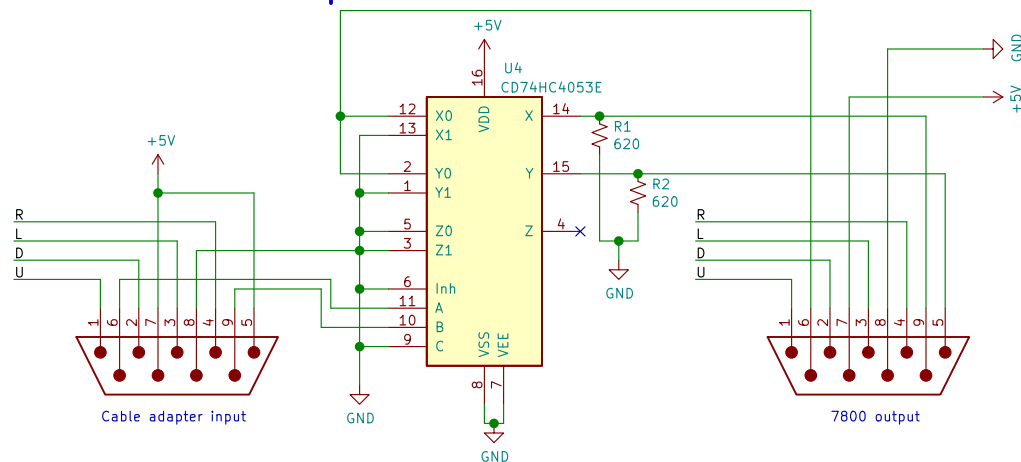 +5V
GND
U4
16
CD74HC4053E
VDD
+5V
12 X0
X 14
13 X1
R1
620
+5V
2 Y0
Y 15
1 Y1
R2
620
R
L
D
U
5 Z0
Z 4
3 Z1
R
L
D
U
GND
6 Inh
11 A
10 B
9 C
VSS
VEE
1 6 2 7 3 8 4 9 5
1 6 2 7 3 8 4 9 5
8 7
Cable adapter input
GND
7800 output
GND